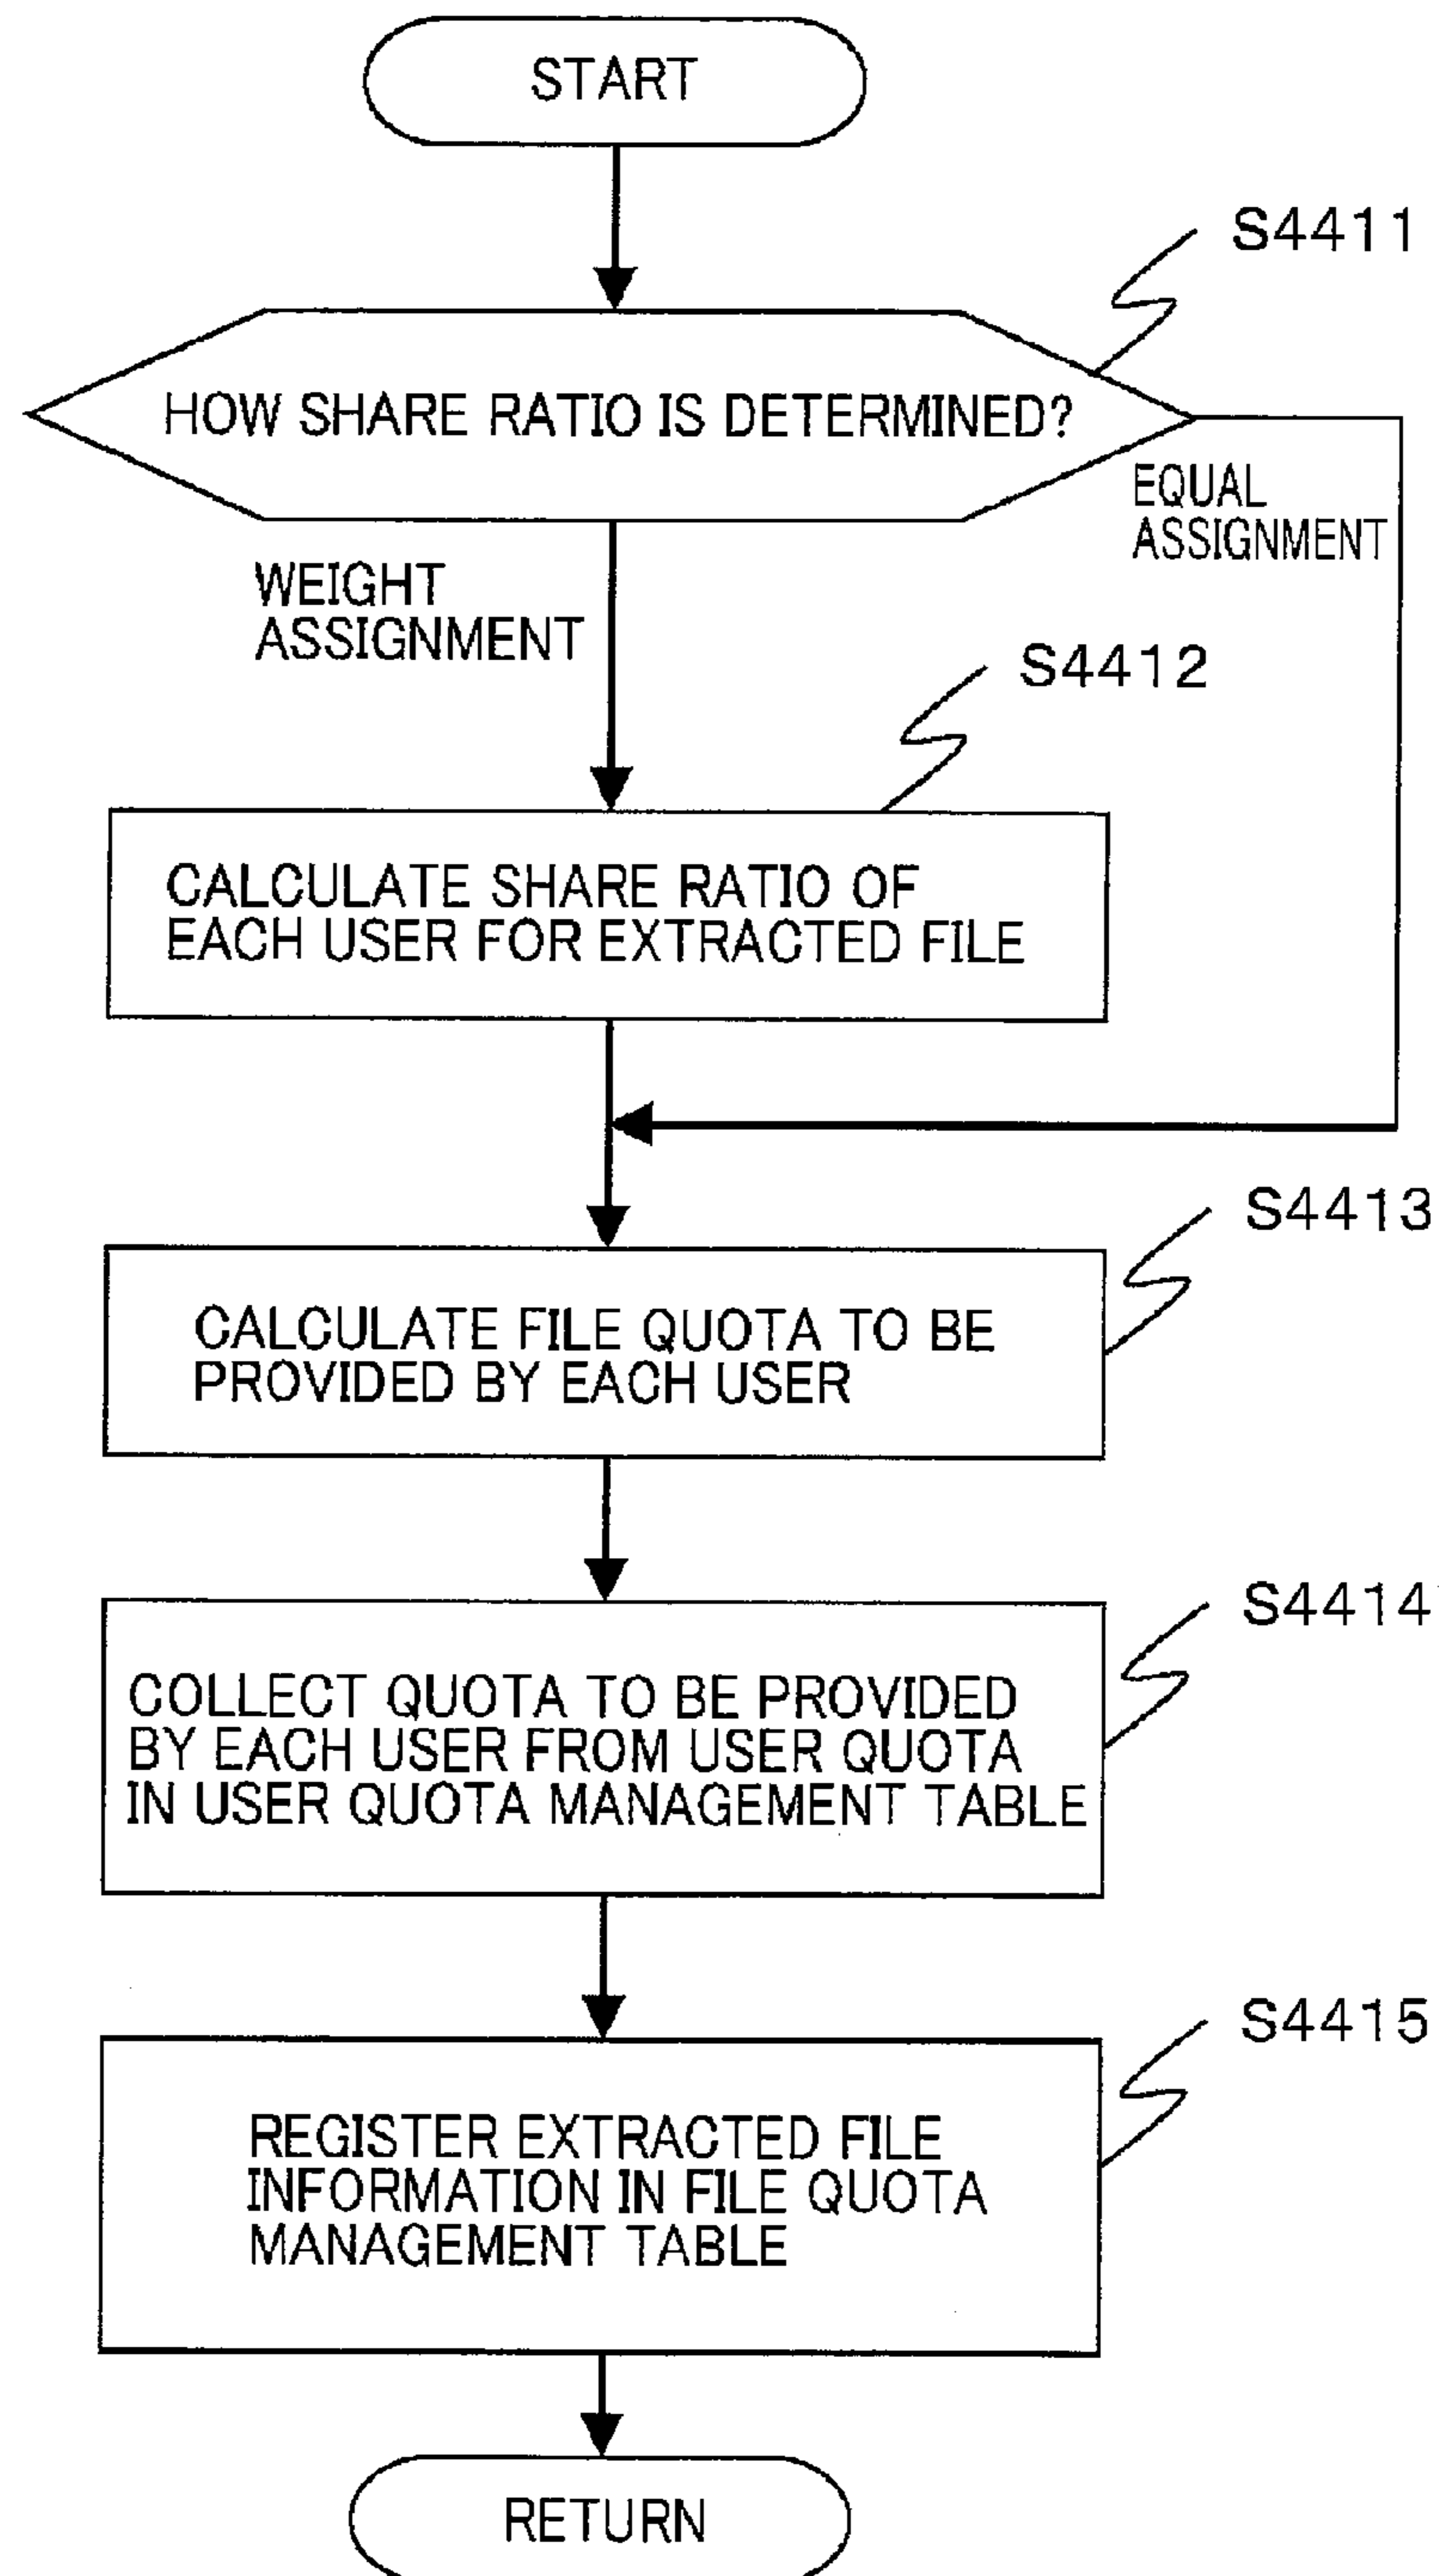 START
S4411
HOW SHARE RATIO IS DETERMINED?
EQUAL
ASSIGNMENT
WEIGHT
ASSIGNMENT
S4412
CALCULATE SHARE RATIO OF
EACH USER FOR EXTRACTED FILE
S4413
CALCULATE FILE QUOTA TO BE
PROVIDED BY EACH USER
S4414
COLLECT QUOTA TO BE PROVIDED
BY EACH USER FROM USER QUOTA
IN USER QUOTA MANAGEMENT TABLE
S4415
REGISTER EXTRACTED FILE
INFORMATION IN FILE QUOTA
MANAGEMENT TABLE
RETURN